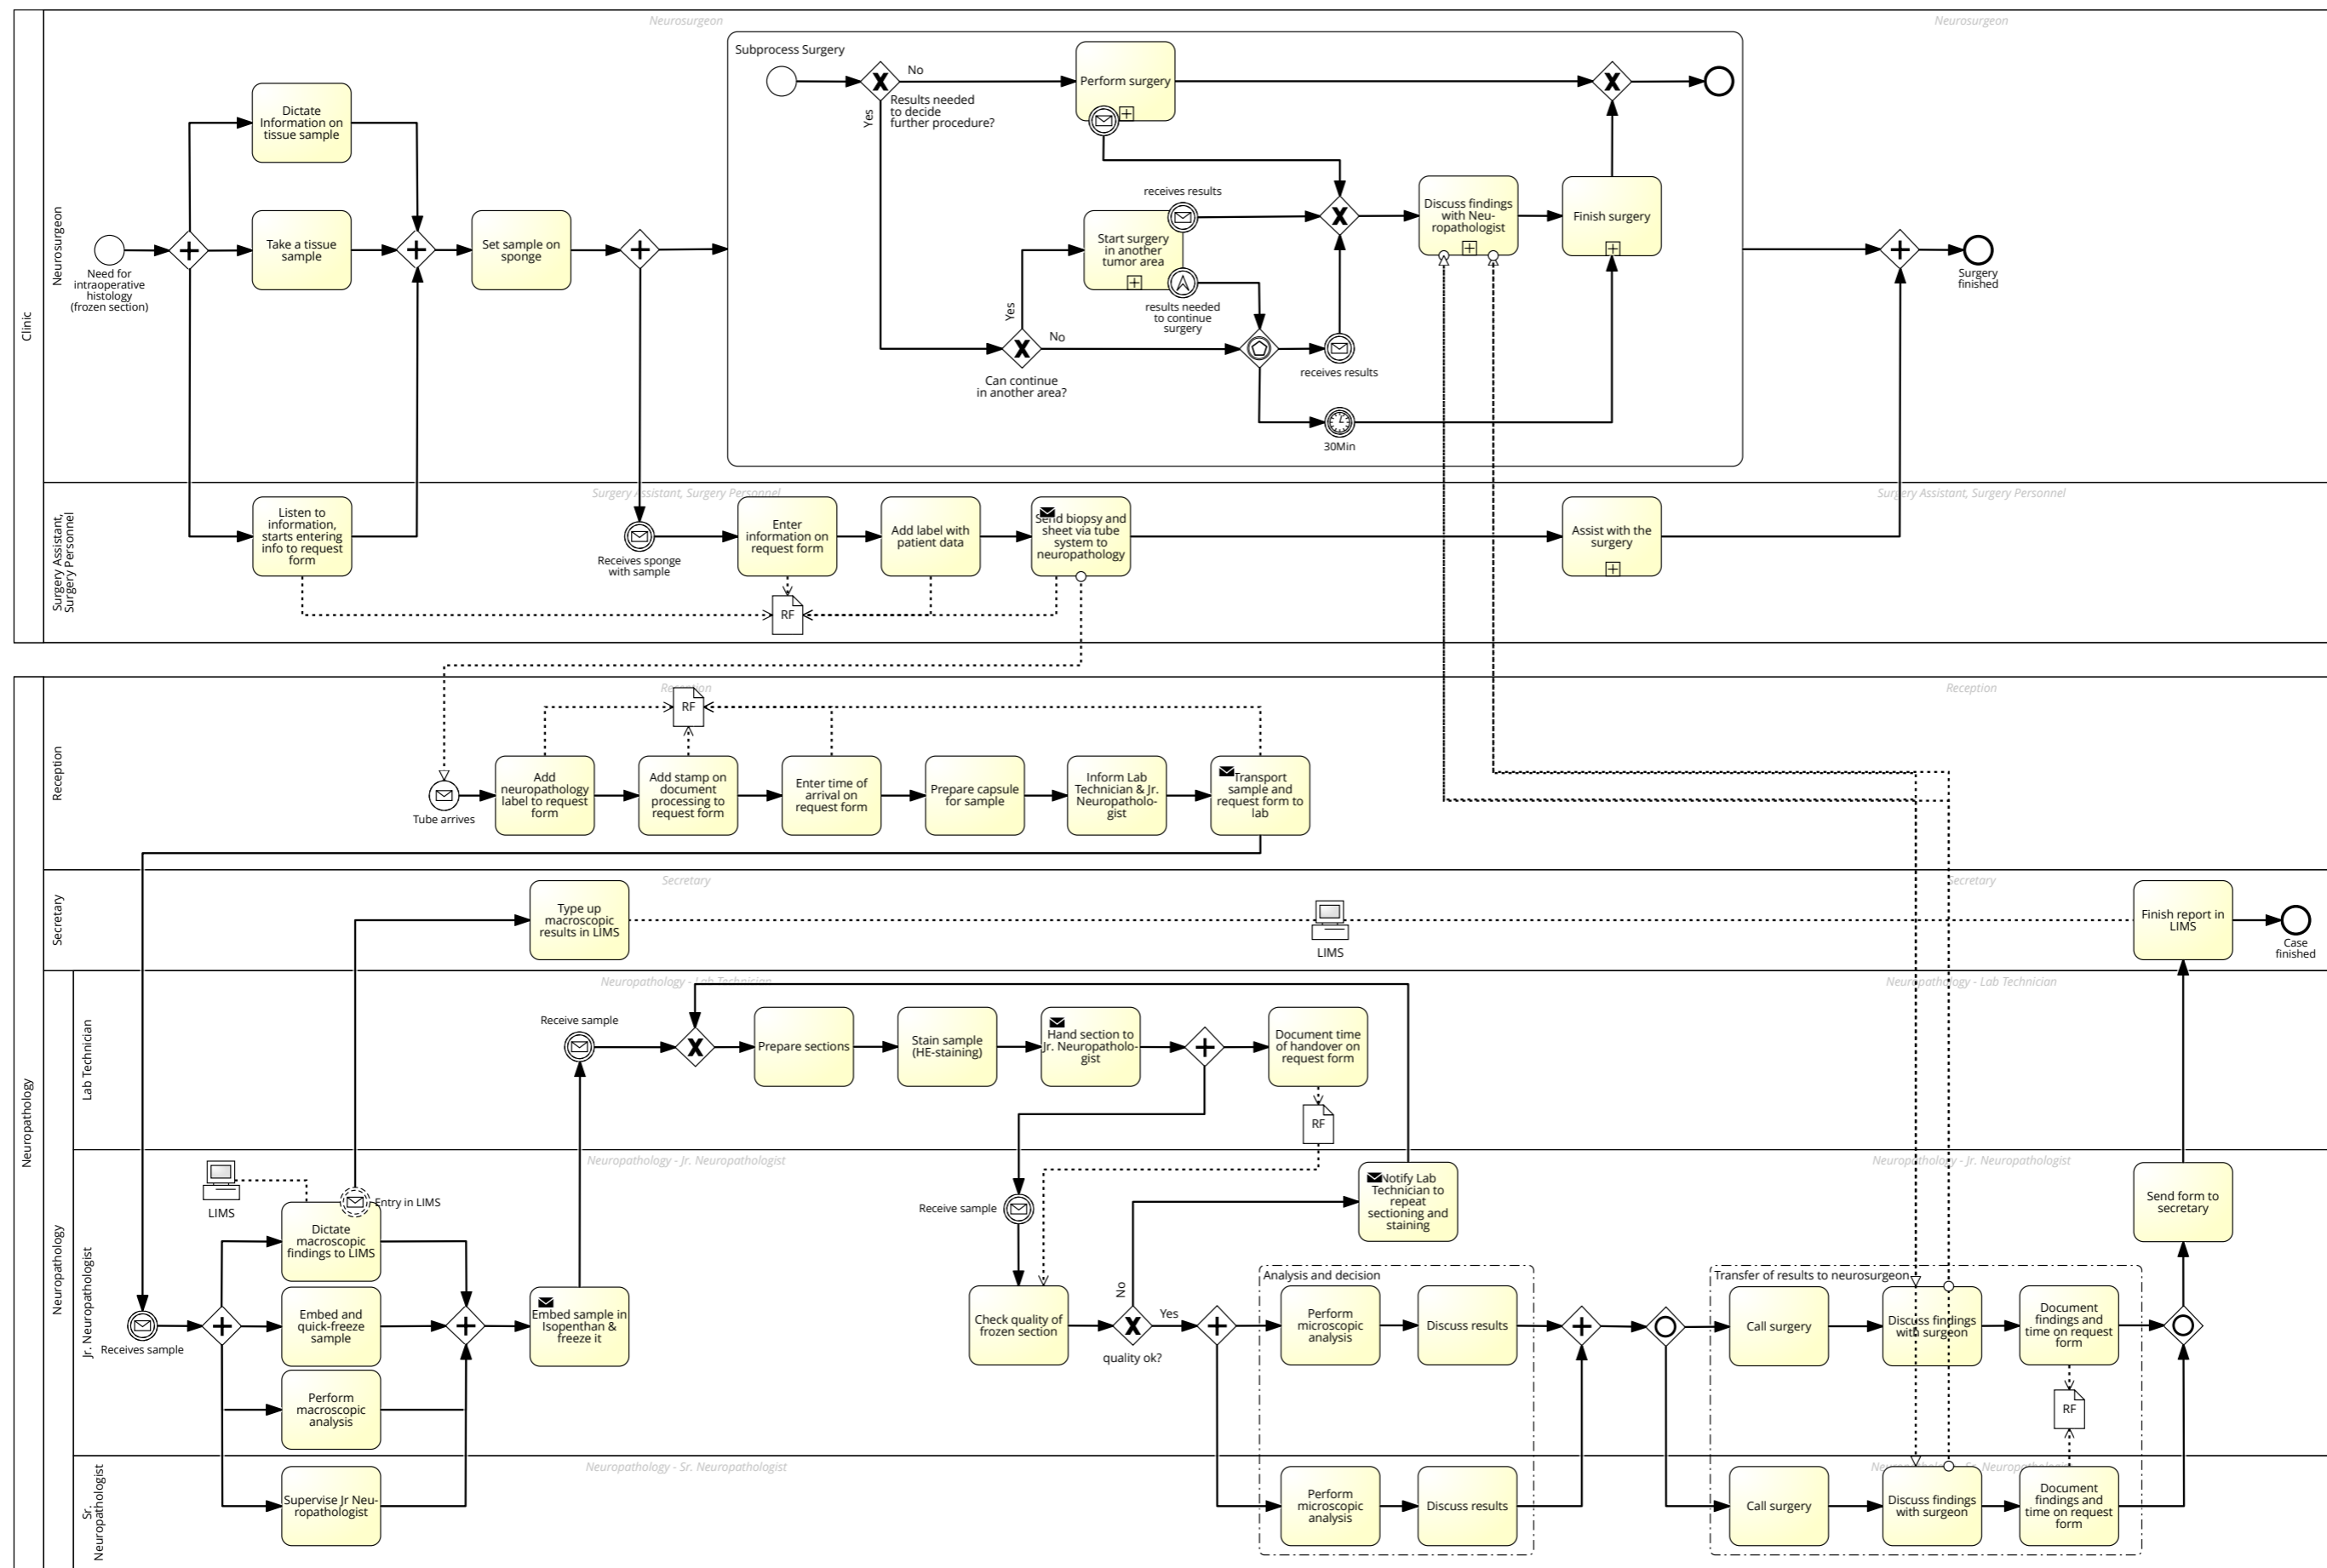 Neurosurgeon
Neurosurgeon
Clinic
Neurosurgeon
Subprocess Surgery
No
Perform surgery
Results needed
to decide
further procedure?
Yes
Dictate
Information on
tissue sample
Need for
intraoperative
histology
(frozen section)
Take a tissue
sample
Set sample on
sponge
receives results
Start surgery
in another
tumor area
results needed
to continue
surgery
Discuss findings
with Neu-
ropathologist
Finish surgery
Yes
No
Can continue
in another area?
receives results
30Min
Surgery
finished
Surgery Assistant, Surgery Personnel
Surgery Assistant, Surgery Personnel
Surgery Assistant,
Surgery Personnel
Listen to
information,
starts entering
info to request
form
Receives sponge
with sample
Enter
information on
request form
Add label with
patient data
Send biopsy and
sheet via tube
system to
neuropathology
Assist with the
surgery
RF
Neuropathology
Reception
Reception
Reception
RF
Tube arrives
Add
neuropathology
label to request
form
Add stamp on
document
processing to
request form
Enter time of
arrival on
request form
Prepare capsule
for sample
Inform Lab
Technician & Jr.
Neuropatholo-
gist
Transport
sample and
request form to
lab
Secretary
Secretary
Secretary
Type up
macroscopic
results in LIMS
LIMS
Finish report in
LIMS
Case
finished
Neuropathology
Neuropathology - Lab Technician
Neuropathology - Lab Technician
Lab Technician
Receive sample
Prepare sections
Stain sample
(HE-staining)
Hand section to
Jr. Neuropatholo-
gist
Document time
of handover on
request form
RF
Neuropathology - Jr. Neuropathologist
Neuropathology - Jr. Neuropathologist
Jr. Neuropathologist
LIMS
Entry in LIMS
Dictate
macroscopic
findings to LIMS
Receives sample
Embed and
quick-freeze
sample
Perform
macroscopic
analysis
Embed sample in
Isopenthan &
freeze it
Receive sample
Notify Lab
Technician to
repeat
sectioning and
staining
Check quality of
frozen section
No
Yes
quality ok?
Analysis and decision
Perform
microscopic
analysis
Discuss results
Transfer of results to neurosurgeon
Call surgery
Discuss findings
with surgeon
Document
findings and
time on request
form
RF
Send form to
secretary
Neuropathology - Sr. Neuropathologist
Neuropathology - Sr. Neuropathologist
Sr.
Neuropathologist
Supervise Jr Neu-
ropathologist
Perform
microscopic
analysis
Discuss results
Call surgery
Discuss findings
with surgeon
Document
findings and
time on request
form